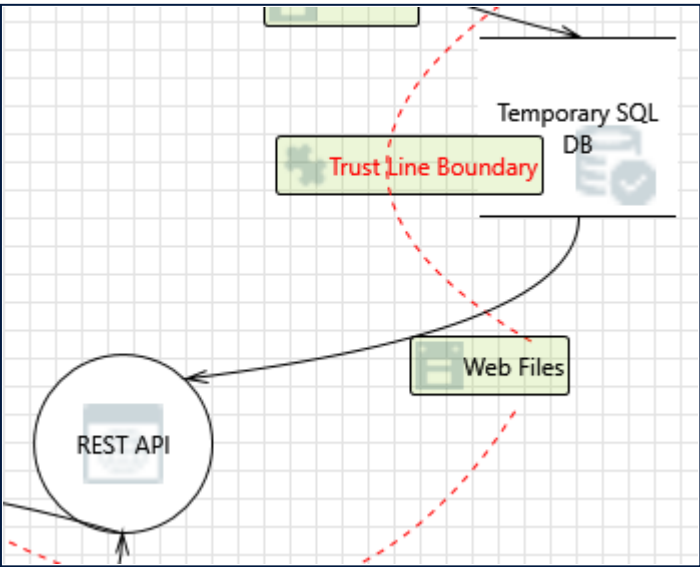 Temporary SQL
DB
Trust Line Boundary
Web Files
REST API